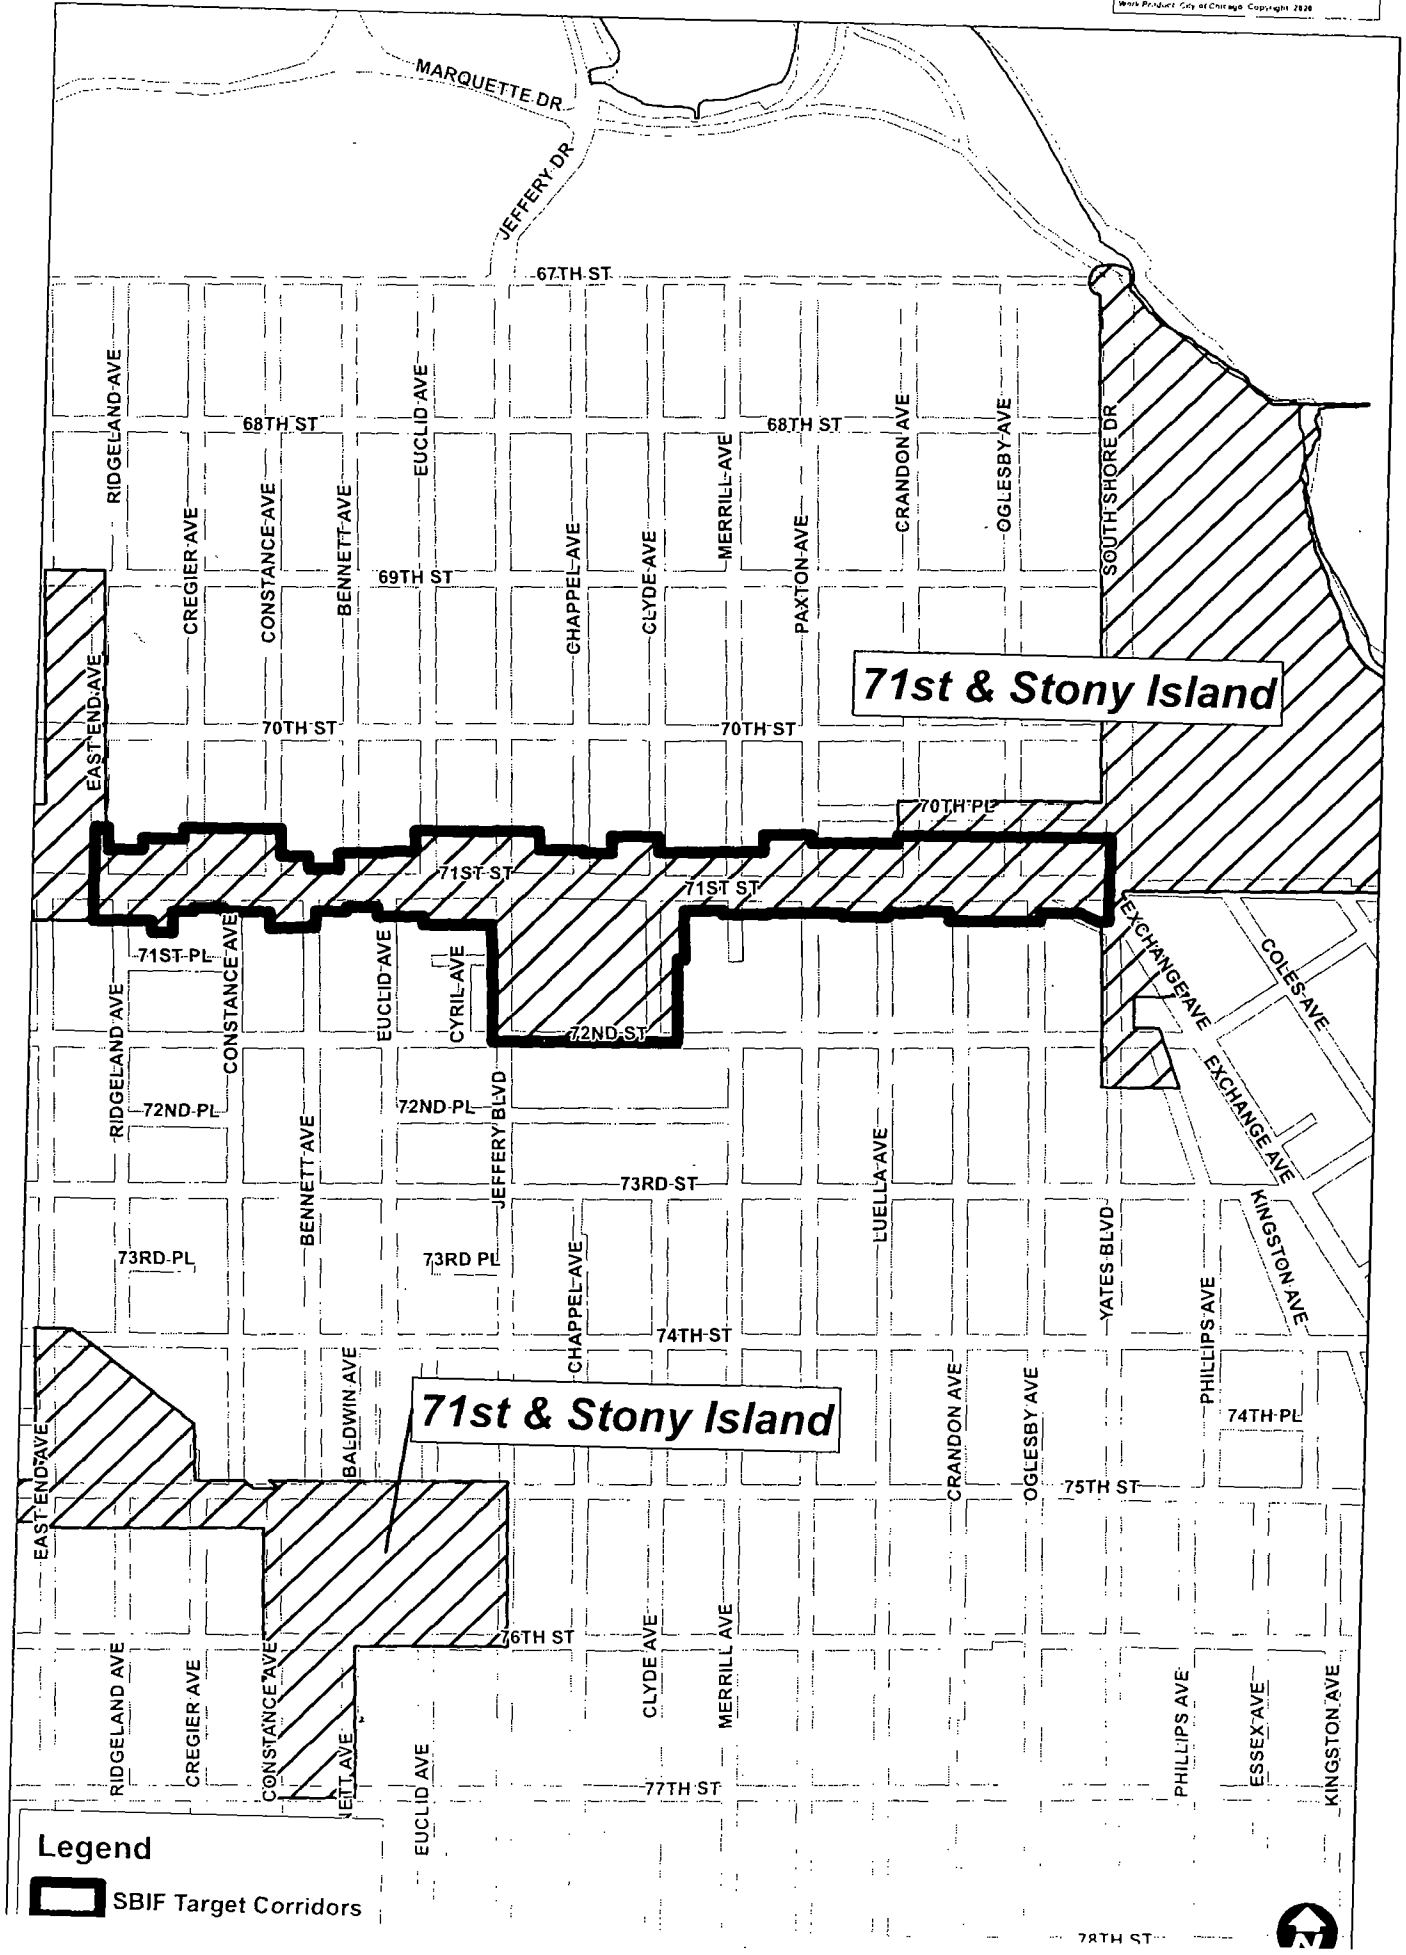 Work Product City of Chicago Copyright 2020
MARQUETTE DR
JEFFERY DR
67TH ST
RIDGELAND AVE
EUCLID AVE
68TH ST
68TH ST
CRANDON AVE
OGLESBY AVE
SOUTH SHORE DR
MERRILL AVE
CREGIER AVE
CONSTANCE AVE
BENNETT AVE
CHAPPEL AVE
CLYDE AVE
PAXTON AVE
69TH ST
71st & Stony Island
EAST END AVE
70TH ST
70TH ST
70TH PL
71ST ST
71ST ST
71ST PL
CONSTANCE AVE
EUCLID AVE
CYRIL AVE
EXCHANGE AVE
COLES AVE
RIDGELAND AVE
72ND ST
72ND PL
72ND PL
JEFFERY BLVD
EXCHANGE AVE
BENNETT AVE
73RD ST
LUELLA AVE
KINGSTON AVE
73RD PL
73RD PL
CHAPPEL AVE
YATES BLVD
PHILLIPS AVE
74TH ST
BALDWIN AVE
71st & Stony Island
CRANDON AVE
OGLESBY AVE
74TH PL
EAST END AVE
75TH ST
76TH ST
RIDGELAND AVE
CREGIER AVE
CONSTANCE AVE
NETT AVE
EUCLID AVE
CLYDE AVE
MERRILL AVE
PHILLIPS AVE
ESSEX AVE
KINGSTON AVE
77TH ST
Legend
SBIF Target Corridors
78TH ST
N